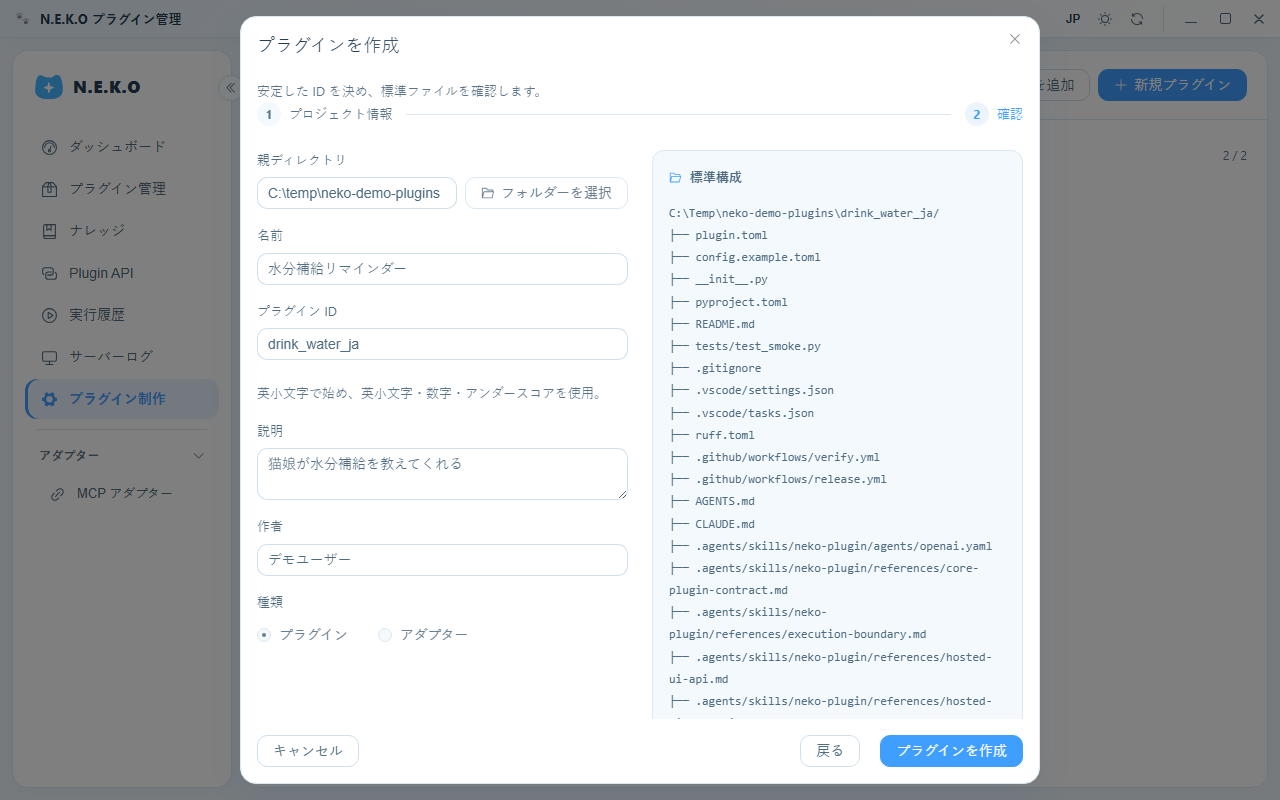 N.E.K.O プラグイン管理
JP
N.E.K.O
ダッシュボード
プラグイン管理
ナレッジ
Plugin API
実行履歴
サーバーログ
プラグイン制作
アダプター
MCP アダプター
を追加
新規プラグイン
2 / 2
プラグインを作成
安定した ID を決め、標準ファイルを確認します。
1 プロジェクト情報
2 確認
親ディレクトリ
C:\temp\neko-demo-plugins
フォルダーを選択
名前
水分補給リマインダー
プラグイン ID
drink_water_ja
英小文字で始め、英小文字・数字・アンダースコアを使用。
説明
猫娘が水分補給を教えてくれる
作者
デモユーザー
種類
プラグイン
アダプター
標準構成
C:\Temp\neko-demo-plugins\drink_water_ja/
├── plugin.toml
├── config.example.toml
├── __init__.py
├── pyproject.toml
├── README.md
├── tests/test_smoke.py
├── .gitignore
├── .vscode/settings.json
├── .vscode/tasks.json
├── ruff.toml
├── .github/workflows/verify.yml
├── .github/workflows/release.yml
├── AGENTS.md
├── CLAUDE.md
├── .agents/skills/neko-plugin/agents/openai.yaml
├── .agents/skills/neko-plugin/references/core-
plugin-contract.md
├── .agents/skills/neko-
plugin/references/execution-boundary.md
├── .agents/skills/neko-plugin/references/hosted-
ui-api.md
├── .agents/skills/neko-plugin/references/hosted-
キャンセル
戻る
プラグインを作成